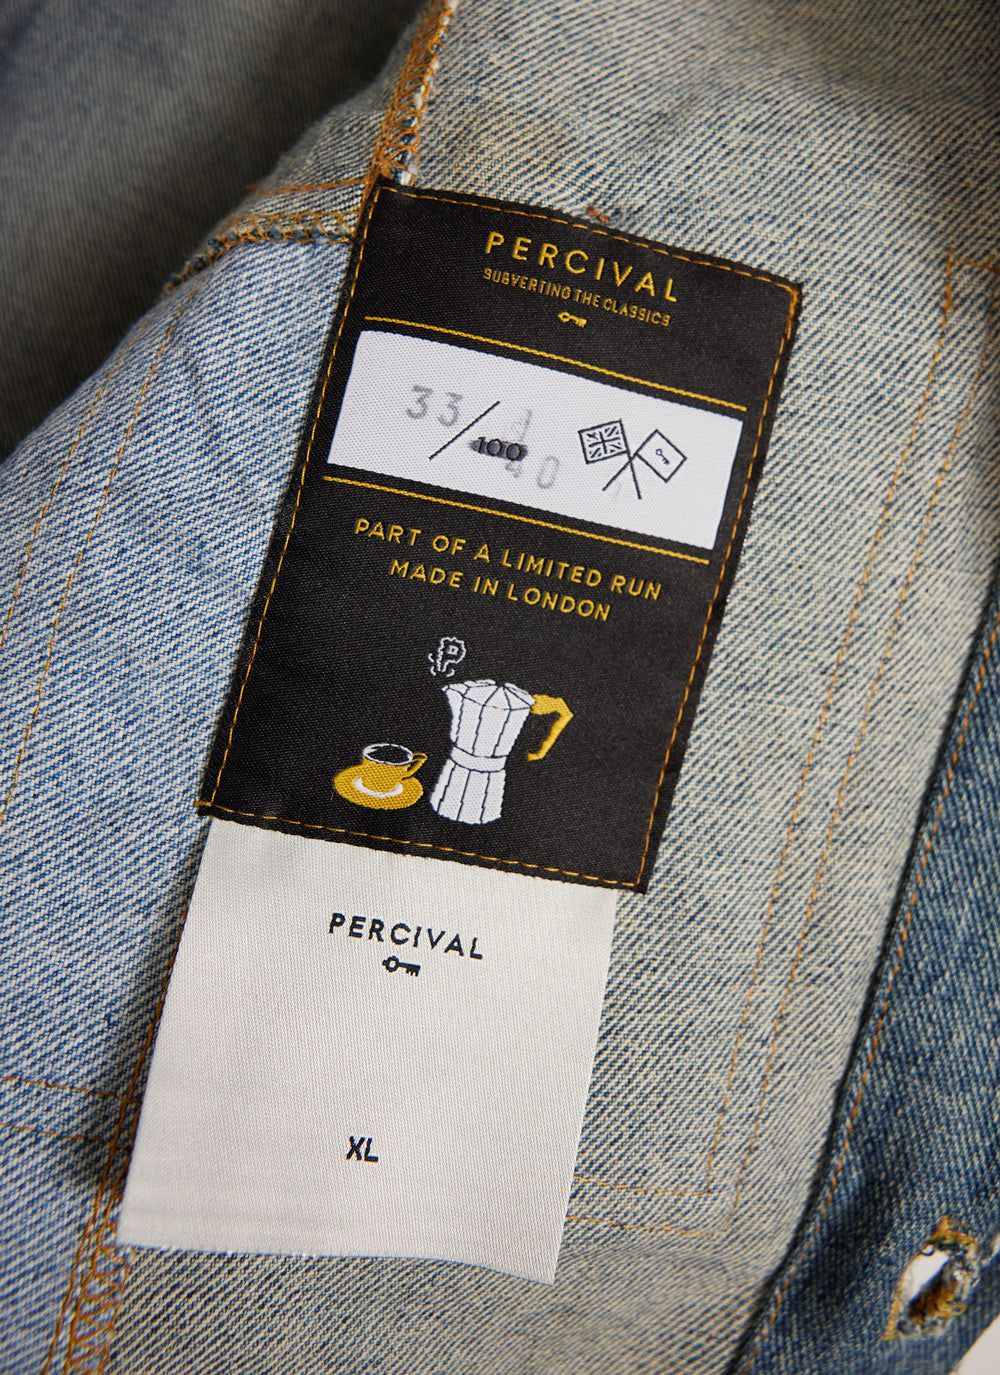 PERCIVAL
SUBVERTING THE CLASSICS
33/100
40
PART OF A LIMITED RUN
MADE IN LONDON
P
PERCIVAL
XL